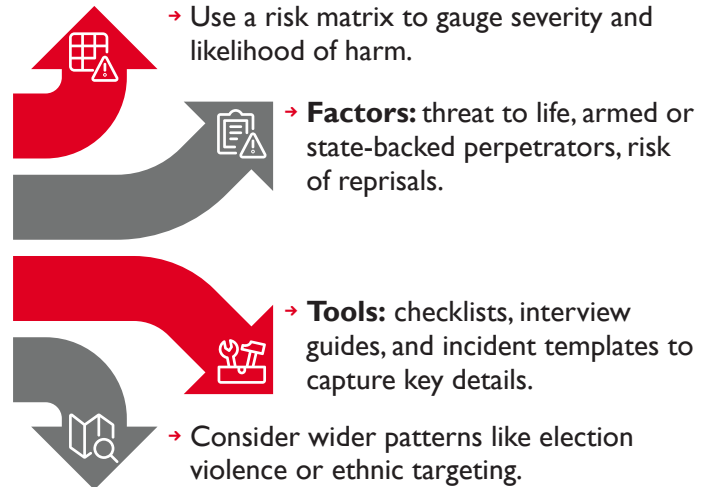 → Use a risk matrix to gauge severity and
likelihood of harm.
→ Factors: threat to life, armed or
state-backed perpetrators, risk
of reprisals.
→ Tools: checklists, interview
guides, and incident templates to
capture key details.
→ Consider wider patterns like election
violence or ethnic targeting.